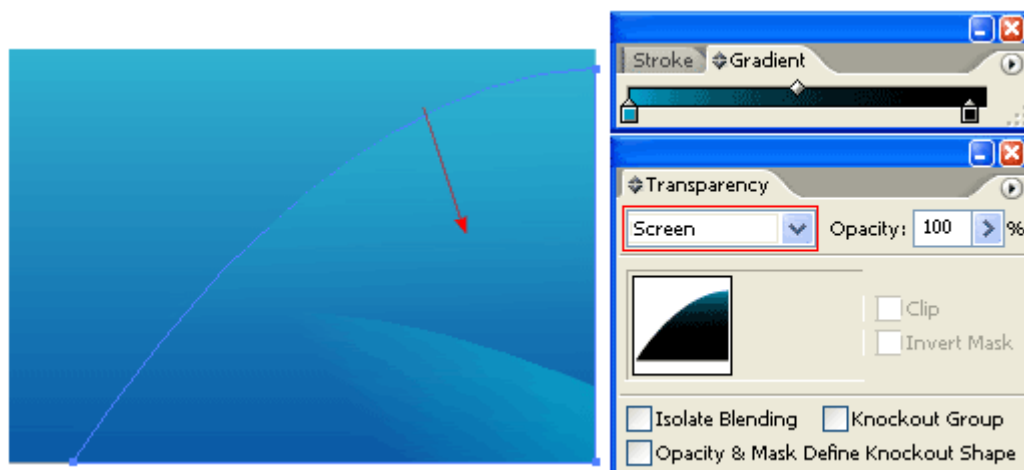 Stroke Gradient
Transparency
Screen Opacity: 100 %
Clip
Invert Mask
Isolate Blending Knockout Group
Opacity & Mask Define Knockout Shape